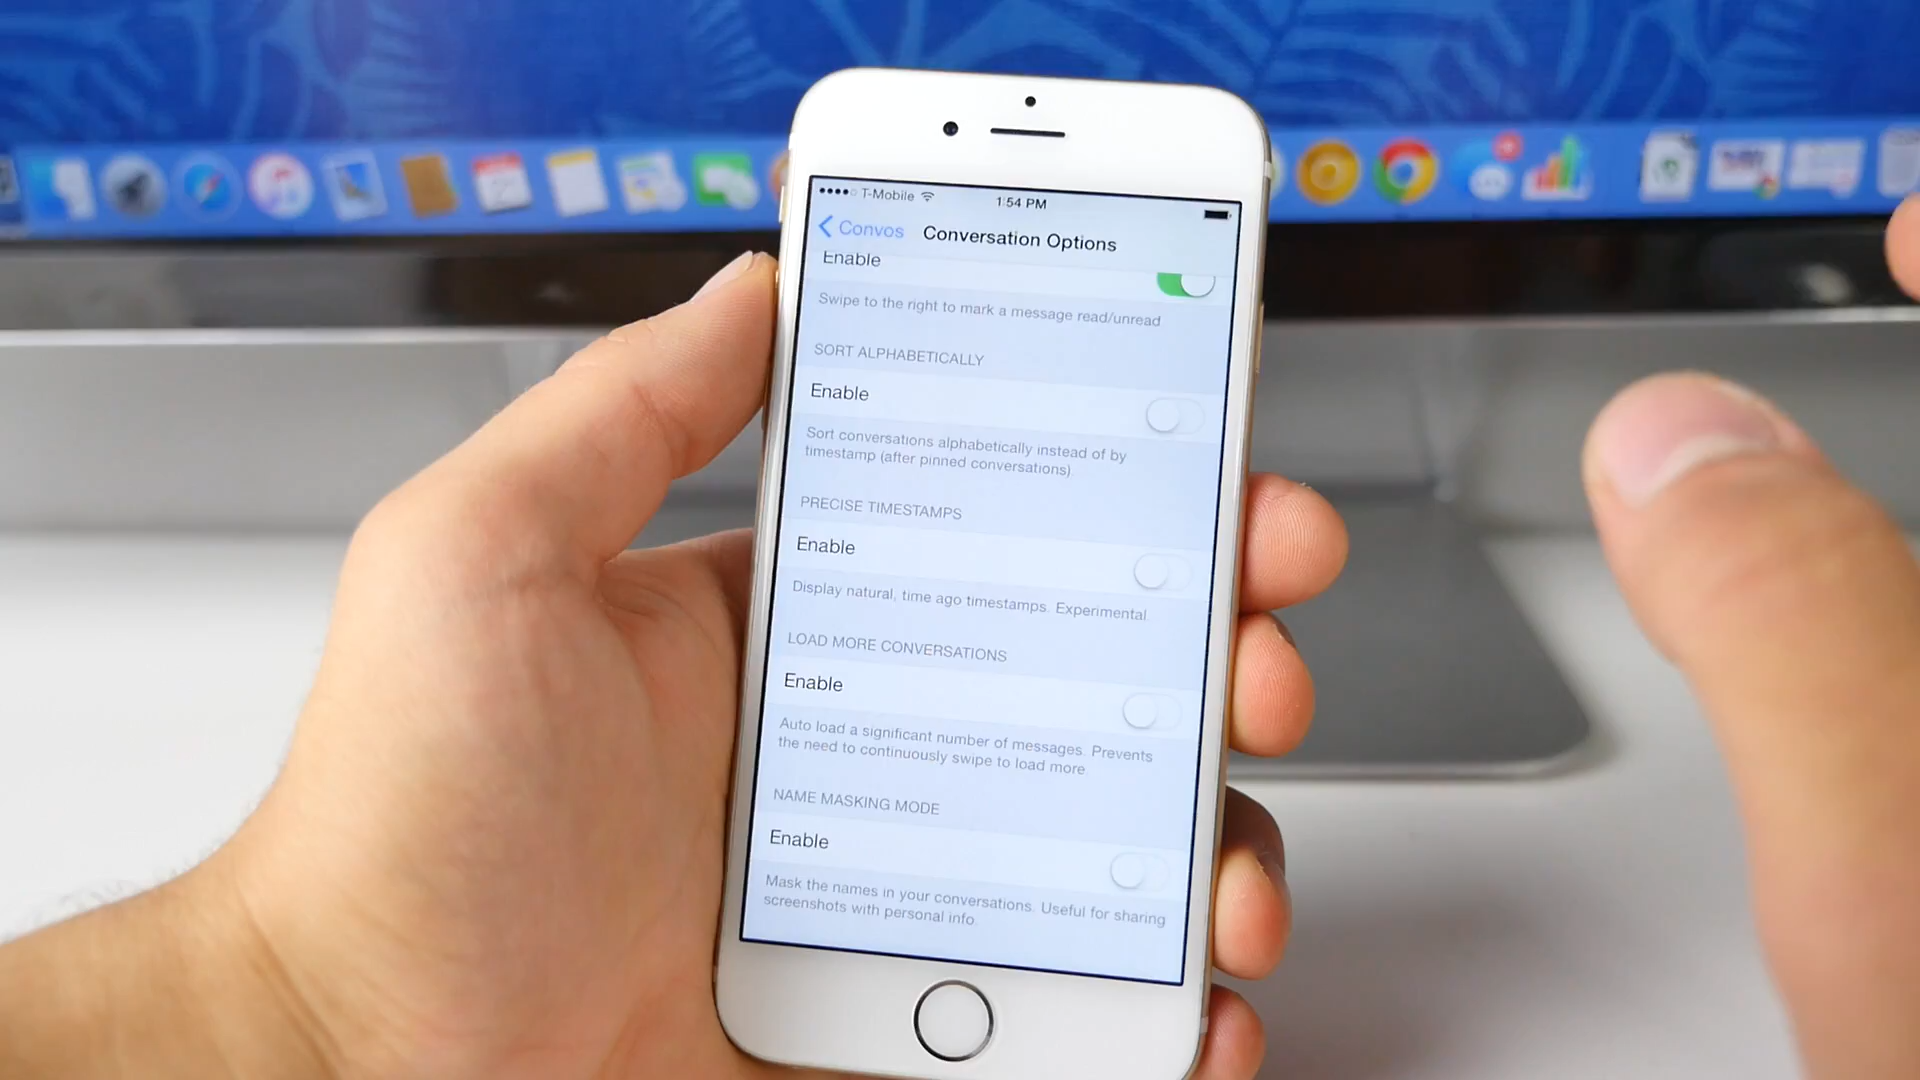 T-Mobile 1:54 PM
Convos Conversation Options
Enable
Swipe to the right to mark a message read/unread
SORT ALPHABETICALLY
Enable
Sort conversations alphabetically instead of by
timestamp (after pinned conversations).
PRECISE TIMESTAMPS
Enable
Display natural, time ago timestamps. Experimental
LOAD MORE CONVERSATIONS
Enable
Auto load a significant number of messages. Prevents
the need to continuously swipe to load more.
NAME MASKING MODE
Enable
Mask the names in your conversations. Useful for sharing
screenshots with personal info.